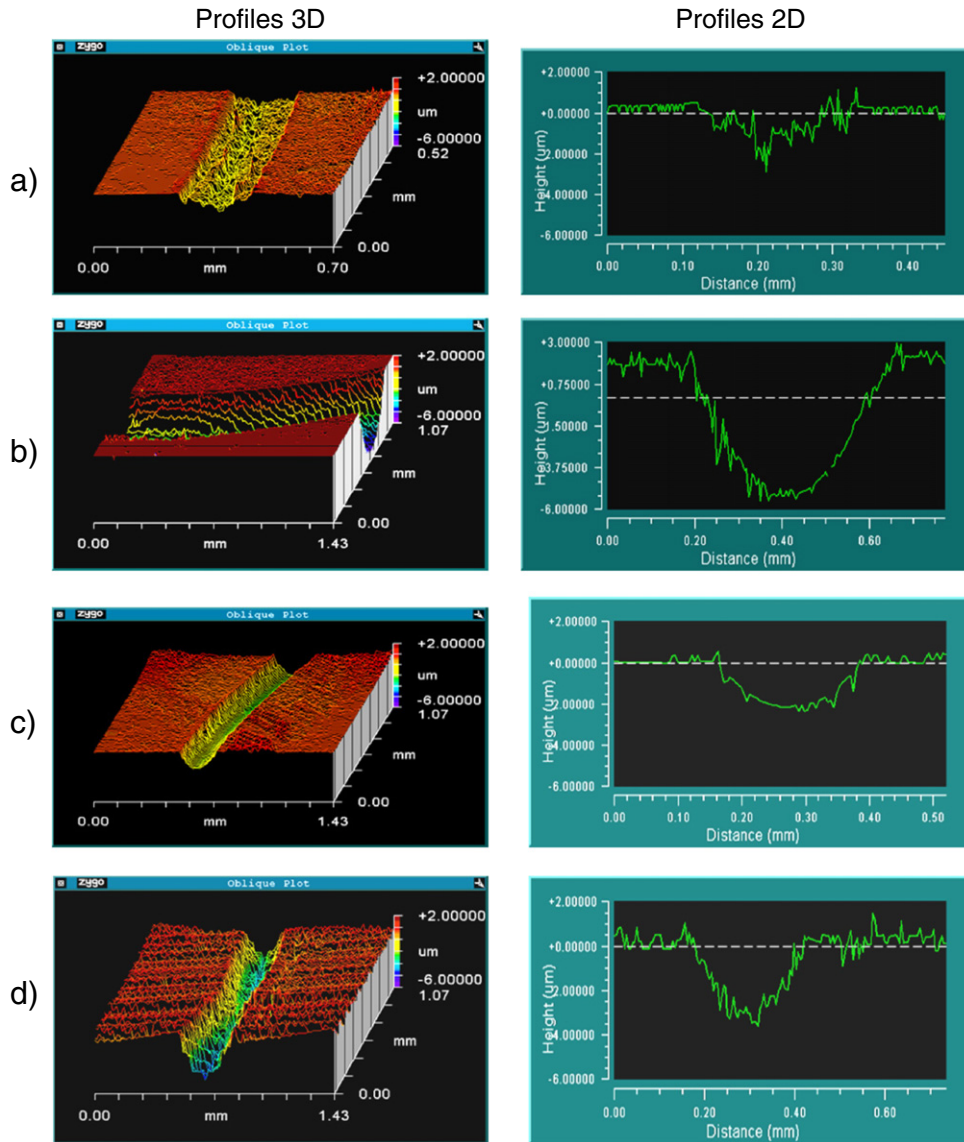 Profiles 3D
Profiles 2D
a)
zygo
Oblique Plot
+2.00000
um
-6.00000
0.52
mm
0.00
0.00
mm
0.70
+2.00000
+0.00000
-2.00000
-4.00000
-6.00000
Height (um)
0.00
0.10
0.20
0.30
0.40
Distance (mm)
b)
zygo
Oblique Plot
+2.00000
um
-6.00000
1.07
mm
0.00
0.00
mm
1.43
+3.00000
+0.75000
.50000
-3.75000
-6.00000
Height (um)
0.00
0.20
0.40
0.60
Distance (mm)
c)
zygo
Oblique Plot
+2.00000
um
-6.00000
1.07
mm
0.00
0.00
mm
1.43
+2.00000
+0.00000
-2.00000
-4.00000
-6.00000
Height (µm)
0.00
0.10
0.20
0.30
0.40
0.50
Distance (mm)
d)
zygo
Oblique Plot
+2.00000
um
-6.00000
1.07
mm
0.00
0.00
mm
1.43
+2.00000
+0.00000
-2.00000
-4.00000
-6.00000
Height (µm)
0.00
0.20
0.40
0.60
Distance (mm)